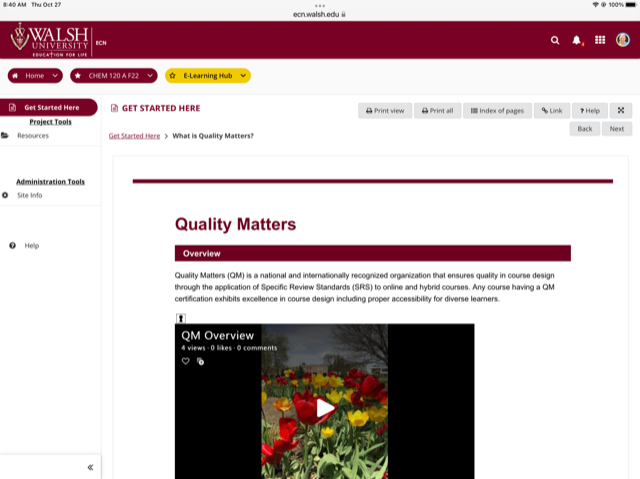 8:40 AM Thu Oct 27
100%
ecn.walsh.edu
WALSH
UNIVERSITY
EDUCATION FOR LIFE
ECN
Home
CHEM 120 A F22
E-Learning Hub
Get Started Here
Project Tools
Resources
Administration Tools
Site Info
Help
GET STARTED HERE
Print view
Print all
Index of pages
Link
? Help
Back
Next
Get Started Here > What is Quality Matters?
Quality Matters
Overview
Quality Matters (QM) is a national and internationally recognized organization that ensures quality in course design
through the application of Specific Review Standards (SRS) to online and hybrid courses. Any course having a QM
certification exhibits excellence in course design including proper accessibility for diverse learners.
QM Overview
4 views · 0 likes · 0 comments